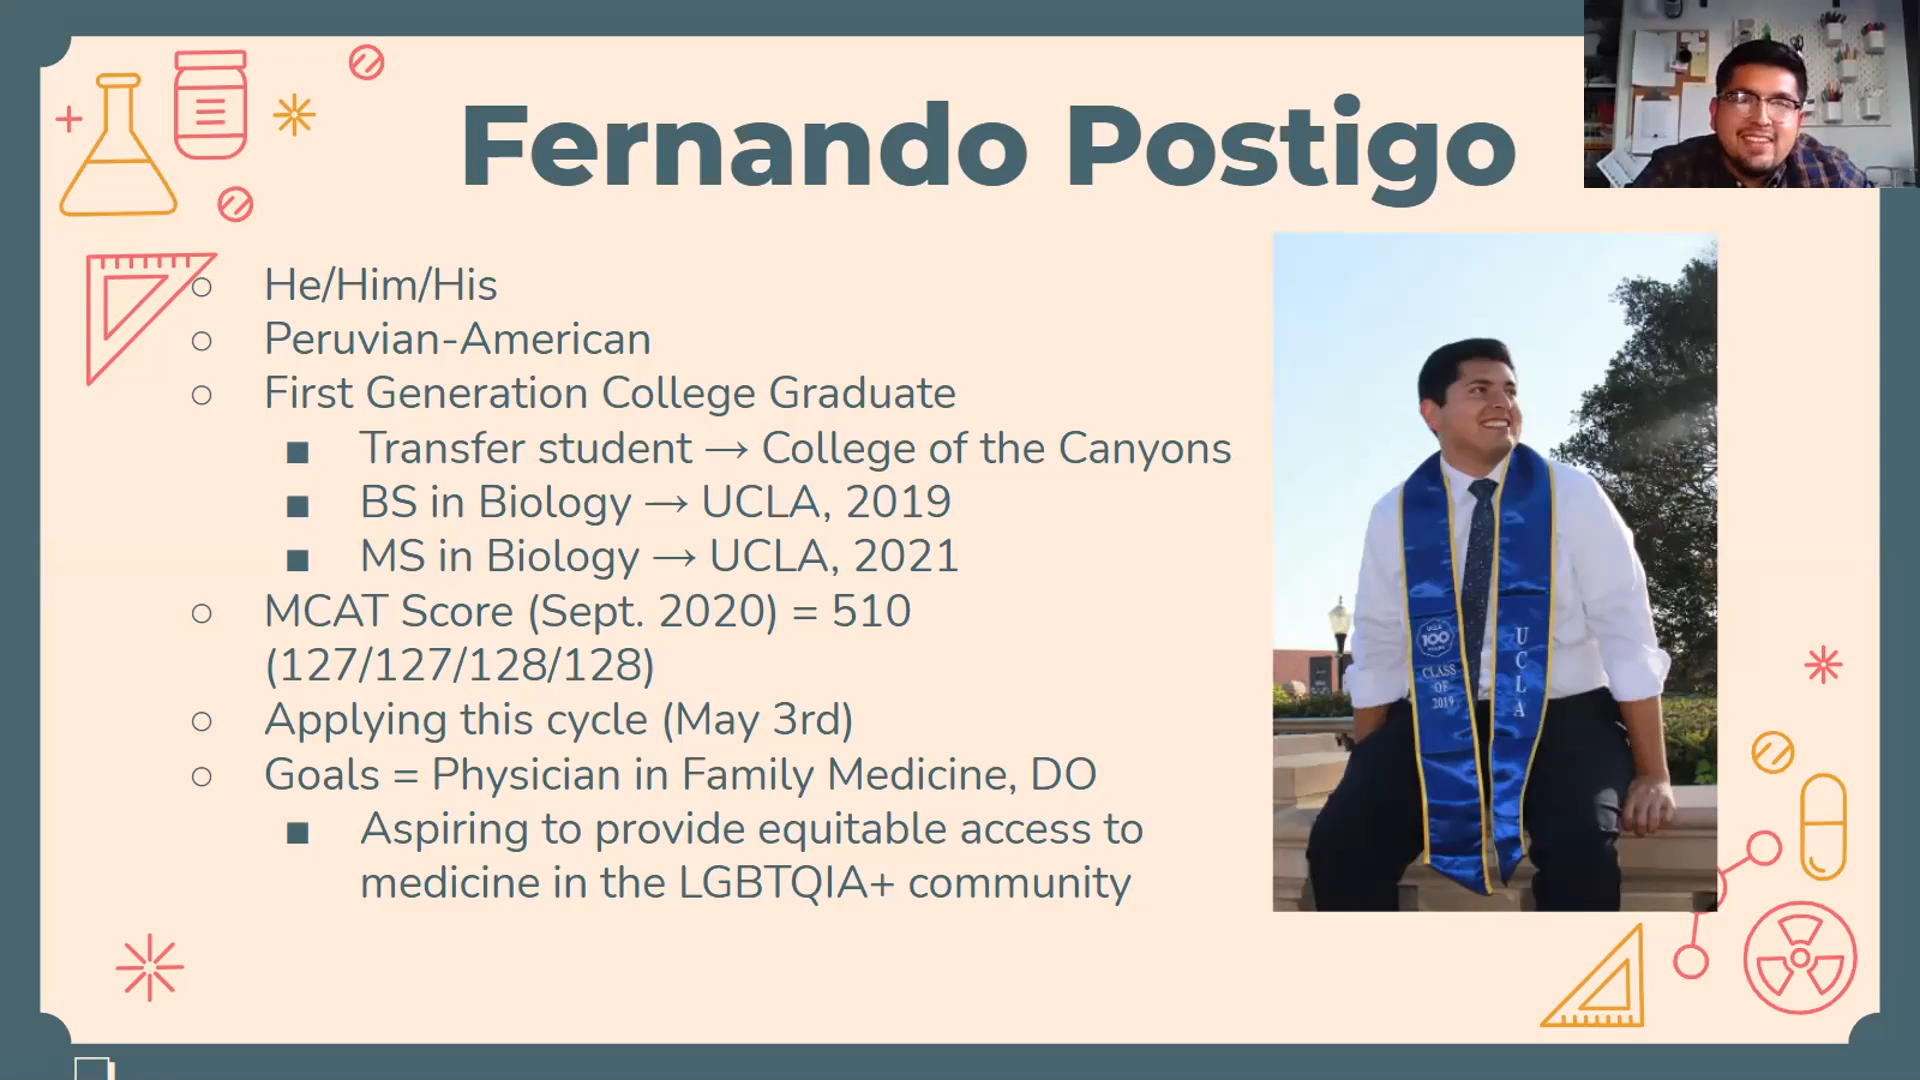 Fernando Postigo
He/Him/His
Peruvian-American
First Generation College Graduate
Transfer student → College of the Canyons
BS in Biology → UCLA, 2019
MS in Biology → UCLA, 2021
MCAT Score (Sept. 2020) = 510
(127/127/128/128)
Applying this cycle (May 3rd)
Goals = Physician in Family Medicine, DO
Aspiring to provide equitable access to
medicine in the LGBTQIA+ community
UCLA
100
CLASS
OF
2019
UCLA